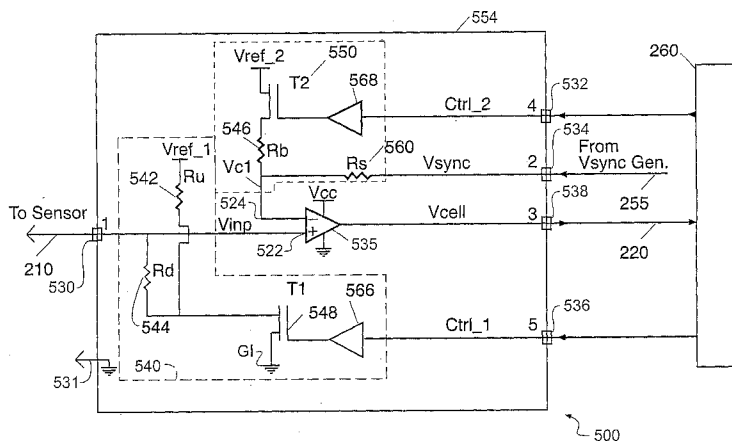 554
260
Vref_2
550
T2
568
Ctrl_2
4
532
546
Rb
560
534
From
Vsync Gen.
Vref_1
Vc1
Rs
Vsync
2
542
Ru
255
538
524
Vcc
To Sensor
1
Vinp
Vcell
3
210
522
535
220
530
Rd
544
T1
566
536
548
Ctrl_1
5
GI
531
540
500